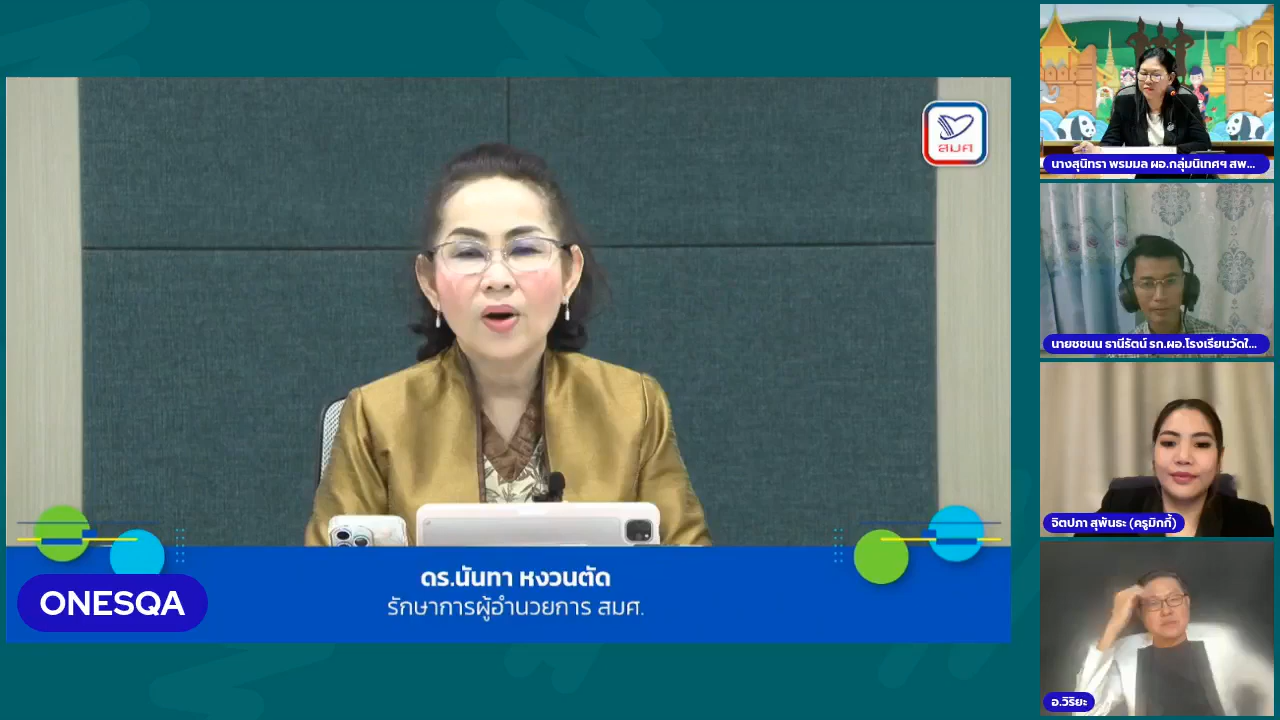 สมศ
ดร.นันทา หงวนตัด
รักษาการผู้อำนวยการ สมศ.
ONESQA
นางสุนิทรา พรมมล ผอ.กลุ่มนิเทศฯ สพ...
นายชชนน ธานีรัตน์ รก.ผอ.โรงเรียนวัดใ...
จิตปภา สุพันธะ (ครูมิกกี้)
อ.วิริยะ